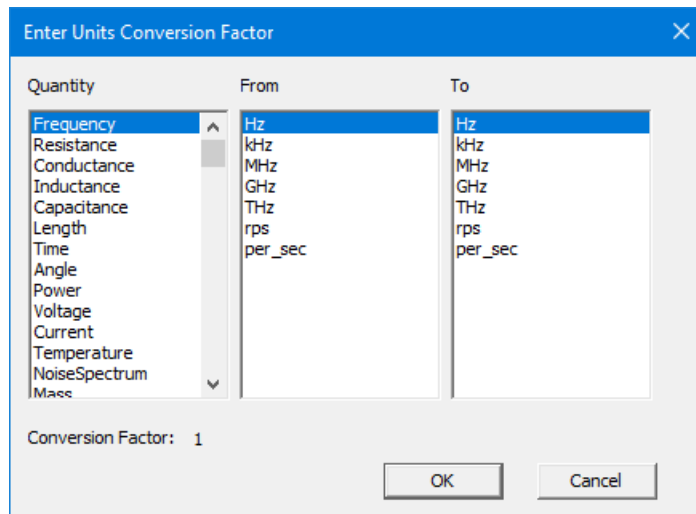 Enter Units Conversion Factor
Quantity
From
To
Frequency
Resistance
Conductance
Inductance
Capacitance
Length
Time
Angle
Power
Voltage
Current
Temperature
NoiseSpectrum
Mass
Hz
kHz
MHz
GHz
THz
rps
per_sec
Hz
kHz
MHz
GHz
THz
rps
per_sec
Conversion Factor: 1
OK
Cancel